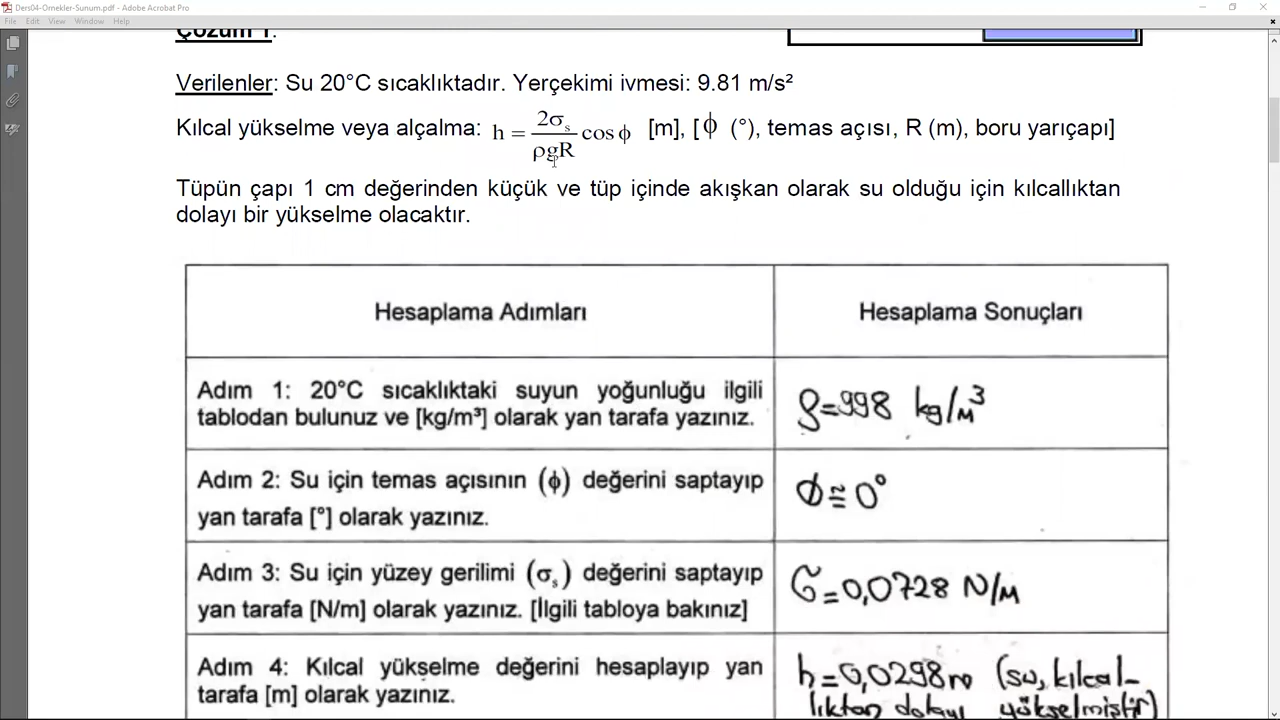 Ders04-Ornekler-Sunum.pdf - Adobe Acrobat Pro
File Edit View Window Help
Çözüm 1:
Verilenler: Su 20°C sıcaklıktadır. Yerçekimi ivmesi: 9.81 m/s²
Kılcal yükselme veya alçalma: h = 2σs / ρgR cos ϕ [m], [ ϕ (°), temas açısı, R (m), boru yarıçapı]
Tüpün çapı 1 cm değerinden küçük ve tüp içinde akışkan olarak su olduğu için kılcallıktan
dolayı bir yükselme olacaktır.
Hesaplama Adımları
Hesaplama Sonuçları
Adım 1: 20°C sıcaklıktaki suyun yoğunluğu ilgili
tablodan bulunuz ve [kg/m³] olarak yan tarafa yazınız.
ρ=998 kg/m³
Adım 2: Su için temas açısının (ϕ) değerini saptayıp
yan tarafa [°] olarak yazınız.
ϕ≅0°
Adım 3: Su için yüzey gerilimi (σs) değerini saptayıp
yan tarafa [N/m] olarak yazınız. [İlgili tabloya bakınız]
σ=0,0728 N/m
Adım 4: Kılcal yükselme değerini hesaplayıp yan
tarafa [m] olarak yazınız.
h=0,0298m (su, kılcal-
lıktan dolayı yükselmiştir)